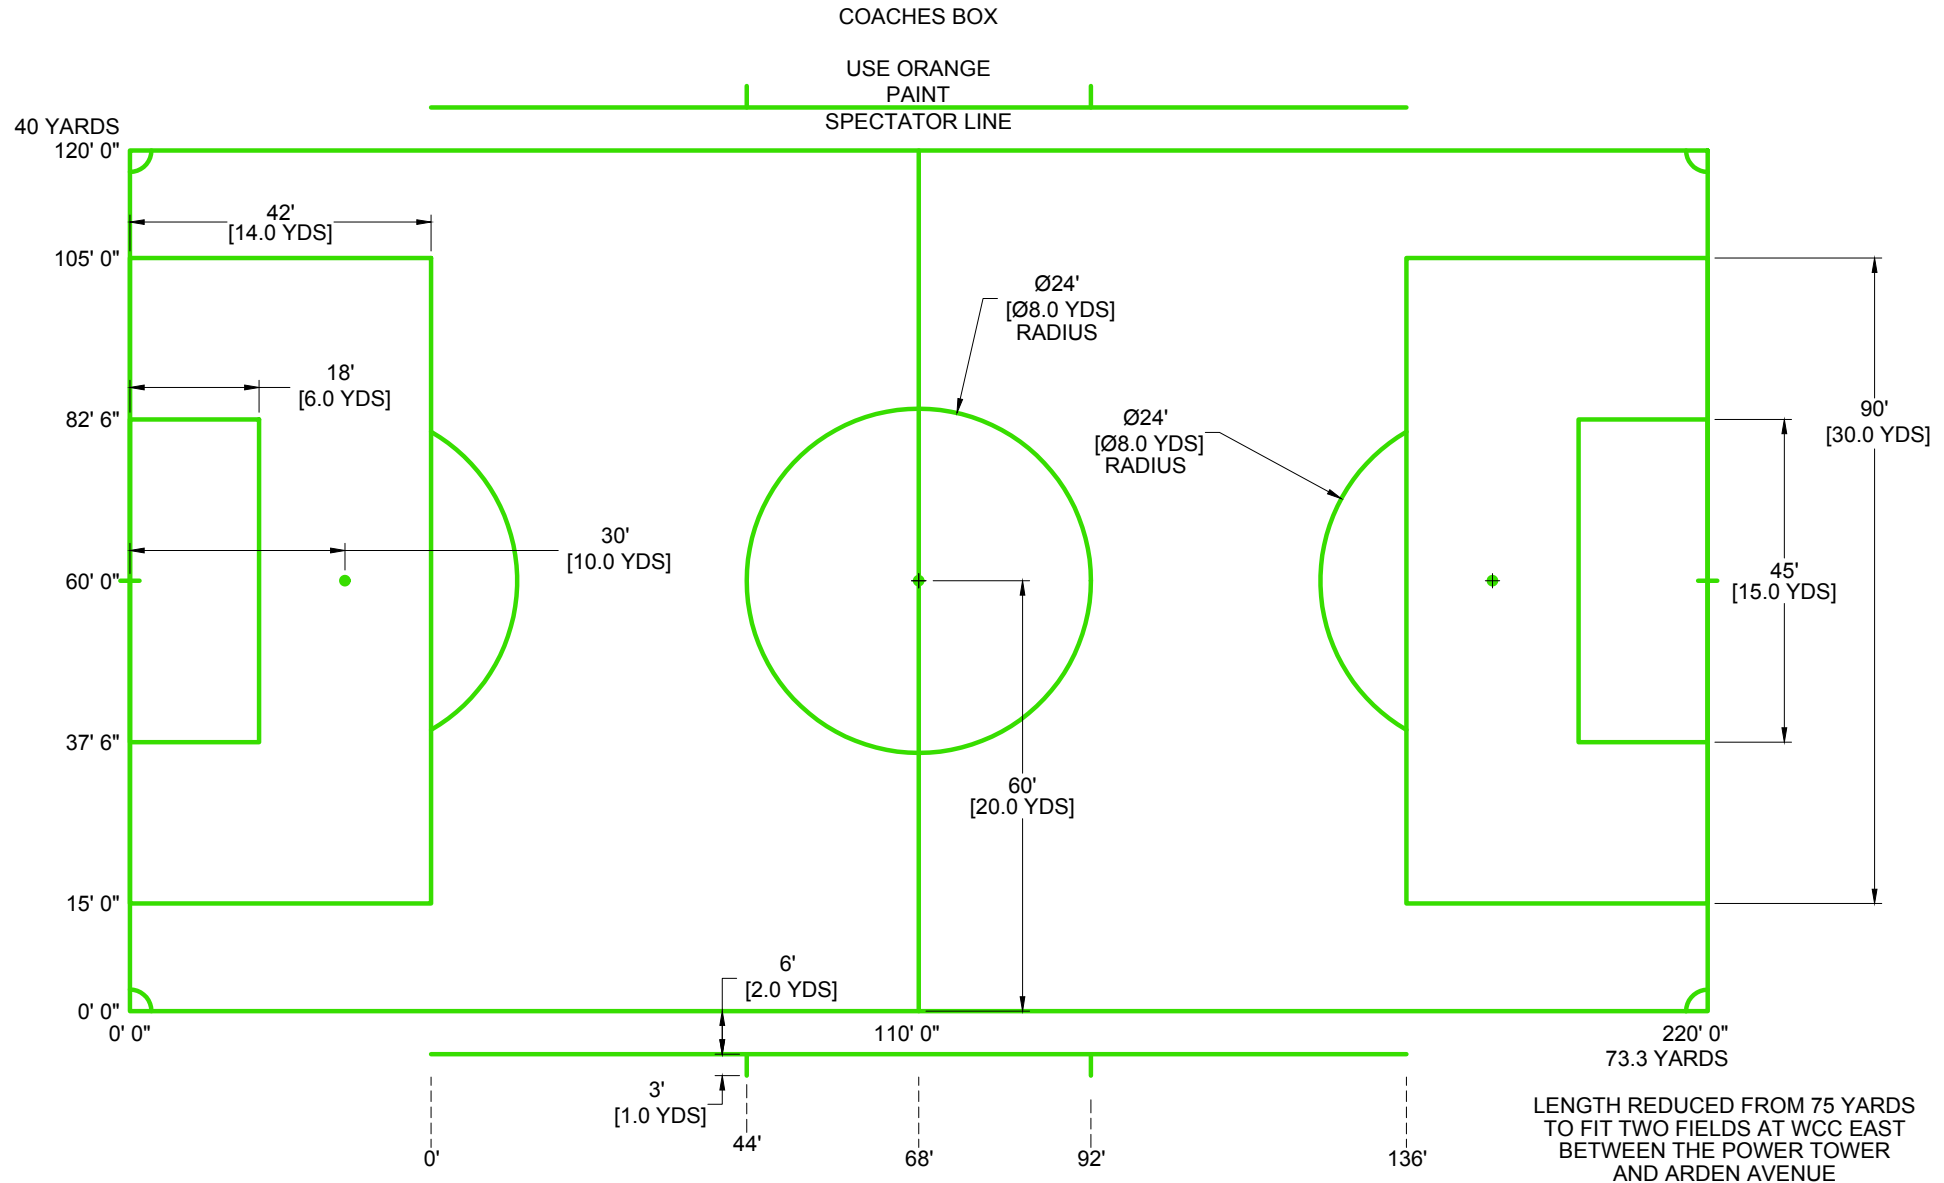 COACHES BOX
USE ORANGE
PAINT
SPECTATOR LINE
40 YARDS
120' 0"
42'
[14.0 YDS]
105' 0"
Ø24'
[Ø8.0 YDS]
RADIUS
18'
[6.0 YDS]
82' 6"
Ø24'
[Ø8.0 YDS]
RADIUS
90'
[30.0 YDS]
30'
[10.0 YDS]
60' 0"
45'
[15.0 YDS]
37' 6"
60'
[20.0 YDS]
15' 0"
6'
[2.0 YDS]
0' 0"
0' 0"
110' 0"
220' 0"
73.3 YARDS
3'
[1.0 YDS]
44'
0'
68'
92'
136'
LENGTH REDUCED FROM 75 YARDS
TO FIT TWO FIELDS AT WCC EAST
BETWEEN THE POWER TOWER
AND ARDEN AVENUE